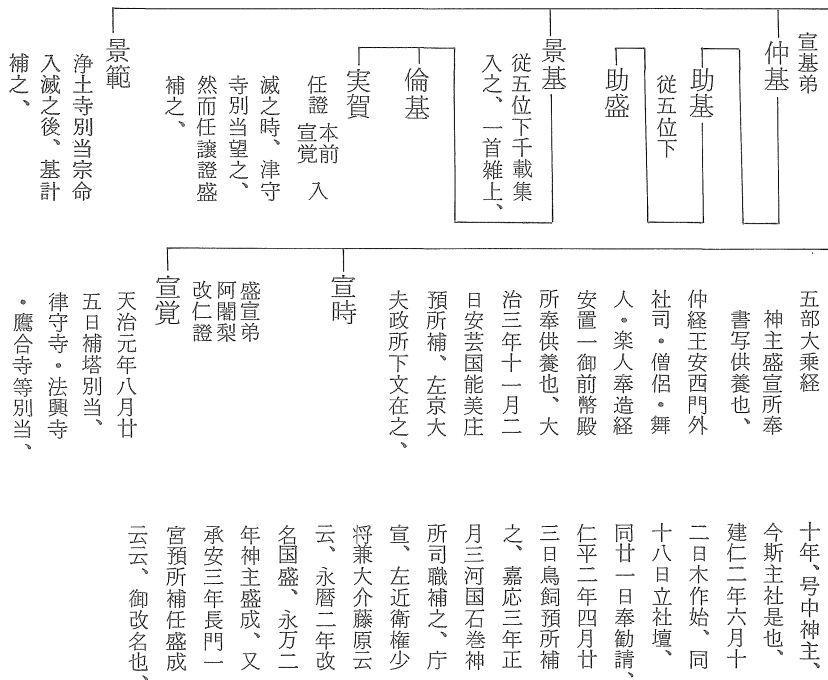 宣基弟
仲基
助基
従五位下
助盛
景基
従五位下千載集
入之、一首雑上、
倫基
実賀
任證 本前 宣覚 入
滅之時、津守
寺別当望之、
然而任譲證盛
補之、
景範
浄土寺別当宗命
入滅之後、基計
補之、
五部大乗経
神主盛宣所奉
書写供養也、
仲経王安西門外
社司・僧侶・舞
人・楽人奉造経
安置一御前幣殿
所奉供養也、大
治三年十一月二
日安芸国能美庄
預所補、左京大
夫政所下文在之、
宣時
宣覚
盛宣弟
阿闍梨
改仁證
天治元年八月廿
五日補塔別当、
律守寺・法興寺
・鷹合寺等別当、
十年、号中神主、
今斯主社是也、
建仁二年六月十
二日木作始、同
十八日立社壇、
同廿一日奉勧請、
仁平二年四月廿
三日鳥飼預所補
之、嘉応三年正
月三河国石巻神
所司職補之、庁
宣、左近衛権少
将兼大介藤原云
云、永暦二年改
名国盛、永万二
年神主盛成、又
承安三年長門一
宮預所補任盛成
云云、御改名也、